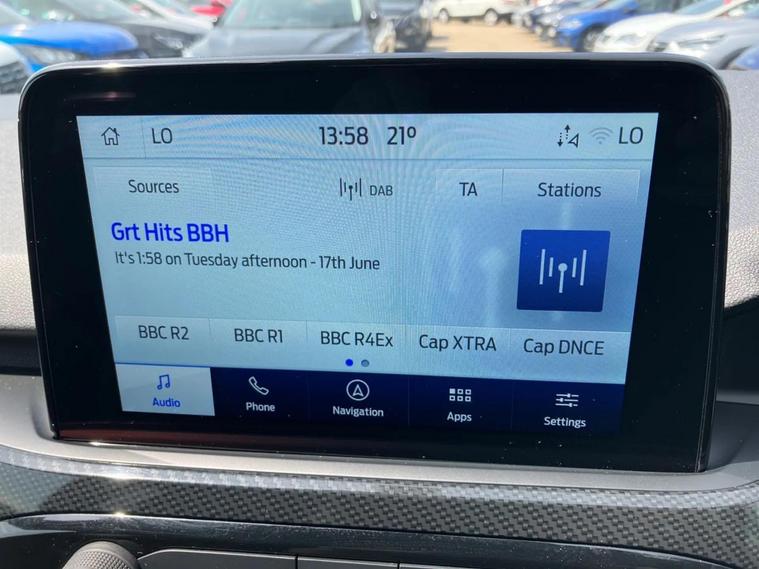 LO 13:58 21° LO
Sources DAB TA Stations
Grt Hits BBH
It's 1:58 on Tuesday afternoon - 17th June
BBC R2 BBC R1 BBC R4Ex Cap XTRA Cap DNCE
Audio Phone Navigation Apps Settings